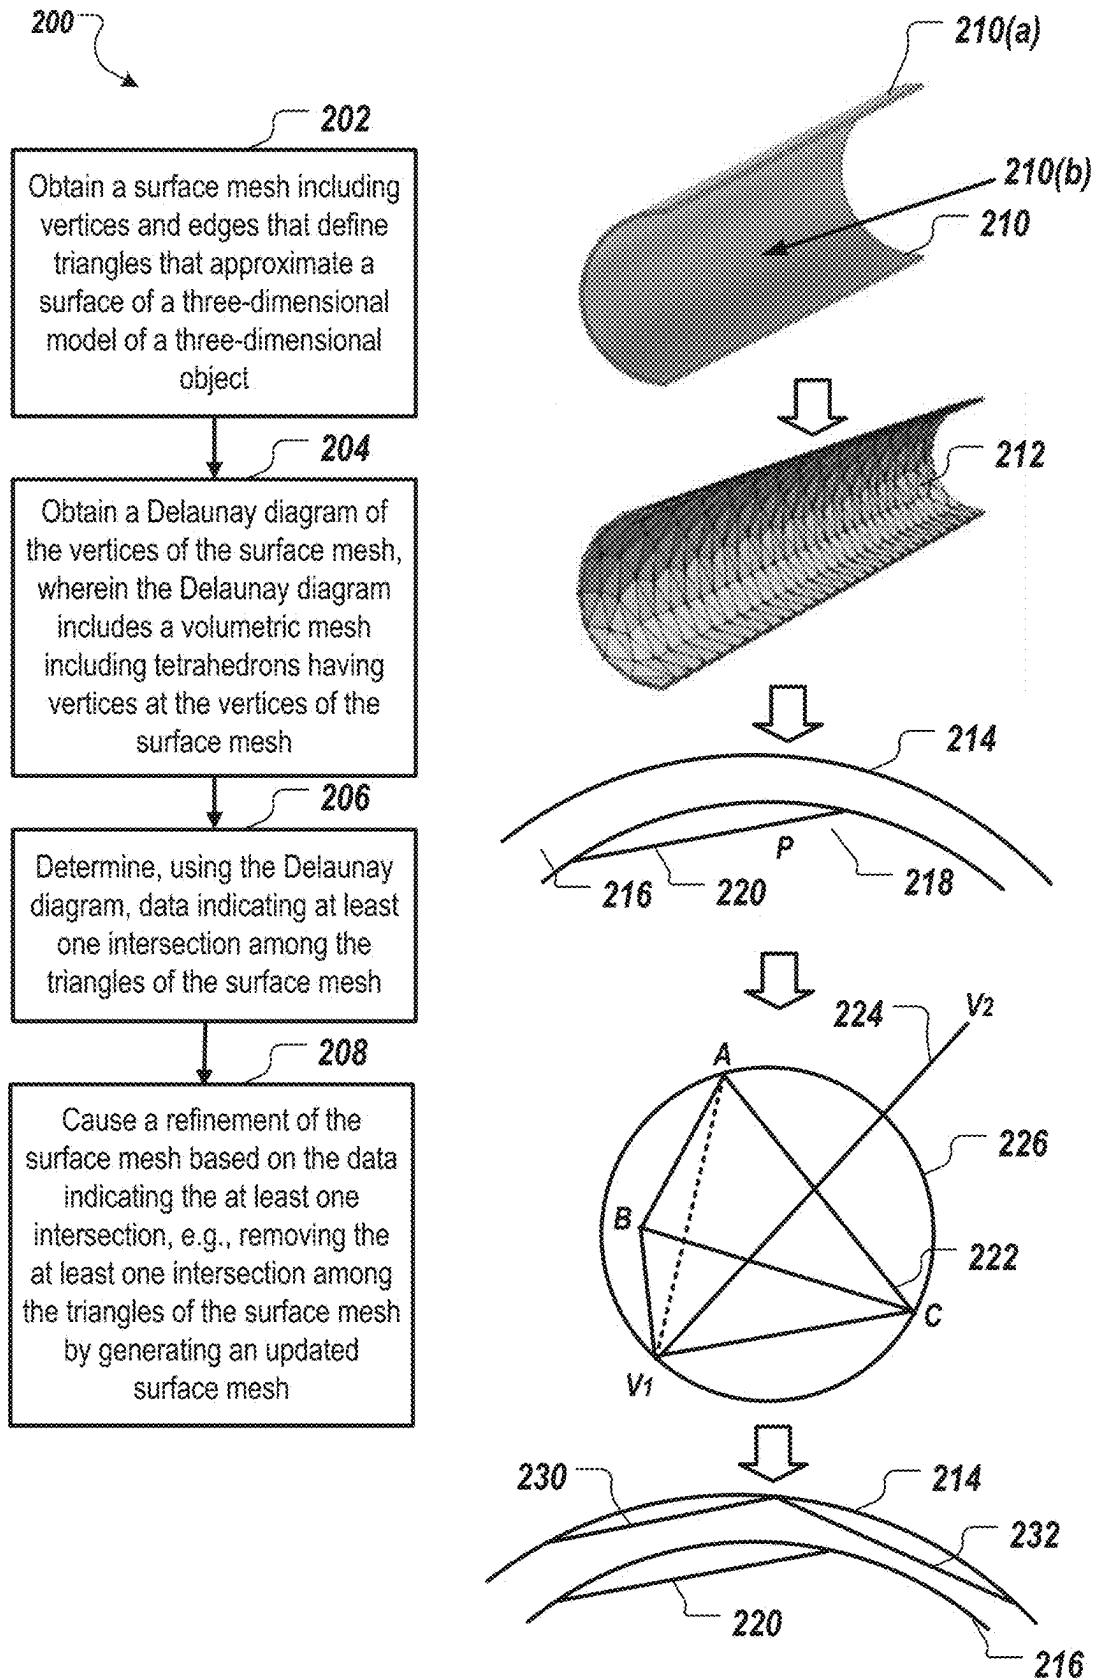 200
202
Obtain a surface mesh including
vertices and edges that define
triangles that approximate a
surface of a three-dimensional
model of a three-dimensional
object
204
Obtain a Delaunay diagram of
the vertices of the surface mesh,
wherein the Delaunay diagram
includes a volumetric mesh
including tetrahedrons having
vertices at the vertices of the
surface mesh
206
Determine, using the Delaunay
diagram, data indicating at least
one intersection among the
triangles of the surface mesh
208
Cause a refinement of the
surface mesh based on the data
indicating the at least one
intersection, e.g., removing the
at least one intersection among
the triangles of the surface mesh
by generating an updated
surface mesh
210(a)
210(b)
210
212
214
P
216
220
218
224
V2
A
226
B
222
C
V1
230
214
232
220
216